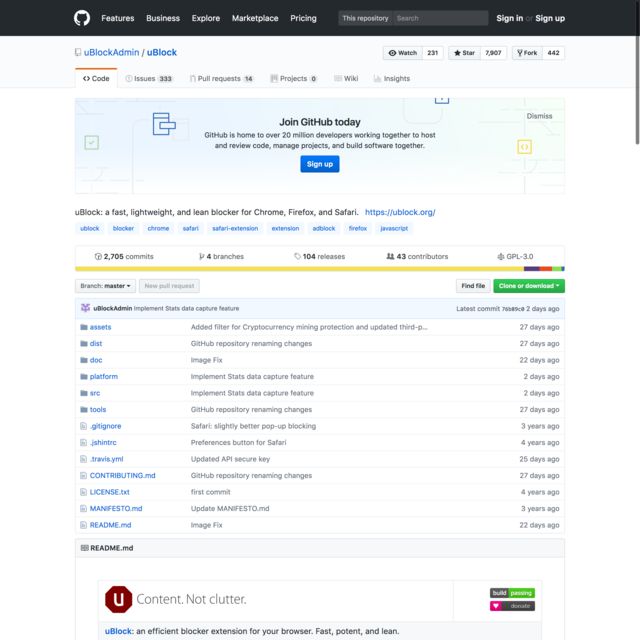 Features Business Explore Marketplace Pricing This repository Search Sign in or Sign up
uBlockAdmin / uBlock Watch 231 Star 7,907 Fork 442
Code Issues 333 Pull requests 14 Projects 0 Wiki Insights
Dismiss
Join GitHub today
GitHub is home to over 20 million developers working together to host
and review code, manage projects, and build software together.
Sign up
uBlock: a fast, lightweight, and lean blocker for Chrome, Firefox, and Safari. https://ublock.org/
ublock blocker chrome safari safari-extension extension adblock firefox javascript
2,705 commits 4 branches 104 releases 43 contributors GPL-3.0
Branch: master New pull request Find file Clone or download
uBlockAdmin Implement Stats data capture feature Latest commit 76b89c0 2 days ago
assets Added filter for Cryptocurrency mining protection and updated third-p... 27 days ago
dist GitHub repository renaming changes 27 days ago
doc Image Fix 22 days ago
platform Implement Stats data capture feature 2 days ago
src Implement Stats data capture feature 2 days ago
tools GitHub repository renaming changes 27 days ago
.gitignore Safari: slightly better pop-up blocking 3 years ago
.jshintrc Preferences button for Safari 4 years ago
.travis.yml Updated API secure key 25 days ago
CONTRIBUTING.md GitHub repository renaming changes 27 days ago
LICENSE.txt first commit 4 years ago
MANIFESTO.md Update MANIFESTO.md 3 years ago
README.md Image Fix 22 days ago
README.md
u Content. Not clutter. build passing
donate
uBlock: an efficient blocker extension for your browser. Fast, potent, and lean.